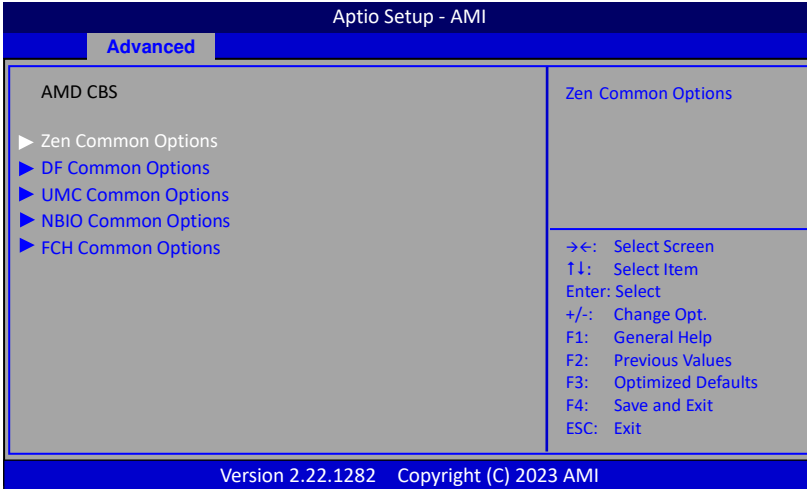 Aptio Setup - AMI
Advanced
AMD CBS
▶ Zen Common Options
▶ DF Common Options
▶ UMC Common Options
▶ NBIO Common Options
▶ FCH Common Options
Zen Common Options
→←: Select Screen
↑↓: Select Item
Enter: Select
+/-: Change Opt.
F1: General Help
F2: Previous Values
F3: Optimized Defaults
F4: Save and Exit
ESC: Exit
Version 2.22.1282 Copyright (C) 2023 AMI